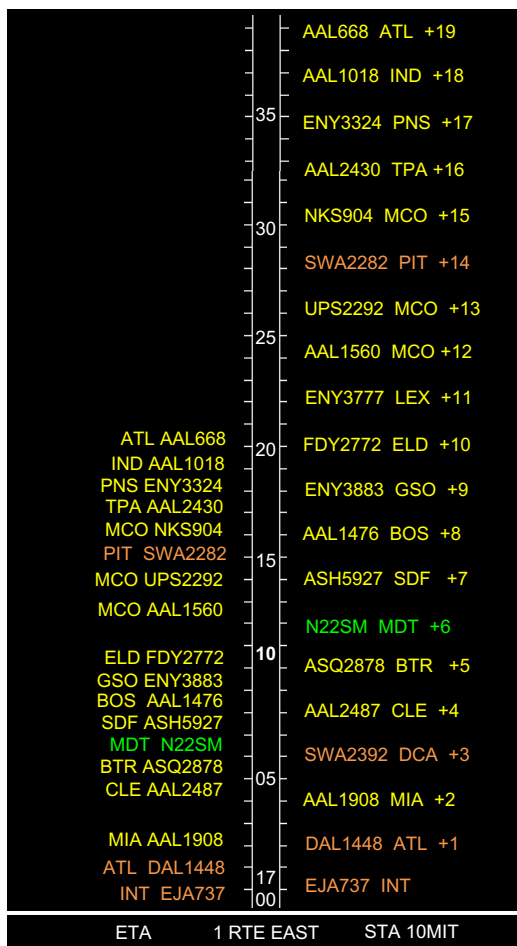 AAL668 ATL +19
AAL1018 IND +18
35
ENY3324 PNS +17
AAL2430 TPA +16
NKS904 MCO +15
30
SWA2282 PIT +14
UPS2292 MCO +13
25
AAL1560 MCO +12
ENY3777 LEX +11
ATL AAL668
20
FDY2772 ELD +10
IND AAL1018
PNS ENY3324
ENY3883 GSO +9
TPA AAL2430
MCO NKS904
AAL1476 BOS +8
PIT SWA2282
15
MCO UPS2292
ASH5927 SDF +7
MCO AAL1560
N22SM MDT +6
10
ELD FDY2772
ASQ2878 BTR +5
GSO ENY3883
BOS AAL1476
AAL2487 CLE +4
SDF ASH5927
MDT N22SM
SWA2392 DCA +3
BTR ASQ2878
05
CLE AAL2487
AAL1908 MIA +2
MIA AAL1908
DAL1448 ATL +1
ATL DAL1448
17
EJA737 INT
INT EJA737
00
ETA 1 RTE EAST STA 10MIT